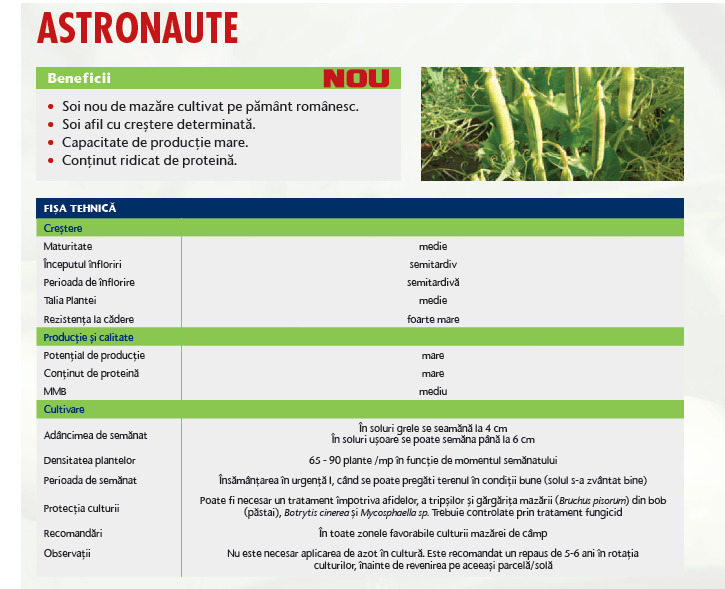 ASTRONAUTE
Beneficii NOU
• Soi nou de mazăre cultivat pe pământ românesc.
• Soi afil cu creștere determinată.
• Capacitate de producție mare.
• Conținut ridicat de proteină.
FIȘA TEHNICĂ
Creștere
Maturitate medie
Începutul înfloriri semitardiv
Perioada de înflorire semitardivă
Talia Plantei medie
Rezistența la cădere foarte mare
Producție și calitate
Potențial de producție mare
Conținut de proteină mare
MMB mediu
Cultivare
Adâncimea de semănat În soluri grele se seamănă la 4 cm
În soluri ușoare se poate semăna până la 6 cm
Densitatea plantelor 65 - 90 plante /mp în funcție de momentul semănatului
Perioada de semănat Însămânțarea în urgență I, când se poate pregăti terenul în condiții bune (solul s-a zvântat bine)
Protecția culturii Poate fi necesar un tratament împotriva afidelor, a tripșilor și gărgărița mazării (Bruchus pisorum) din bob
(păstai), Botrytis cinerea și Mycosphaella sp. Trebuie controlate prin tratament fungicid
Recomandări În toate zonele favorabile culturii mazărei de câmp
Observații Nu este necesar aplicarea de azot în cultură. Este recomandat un repaus de 5-6 ani în rotația
culturilor, înainte de revenirea pe aceeași parcelă/solă